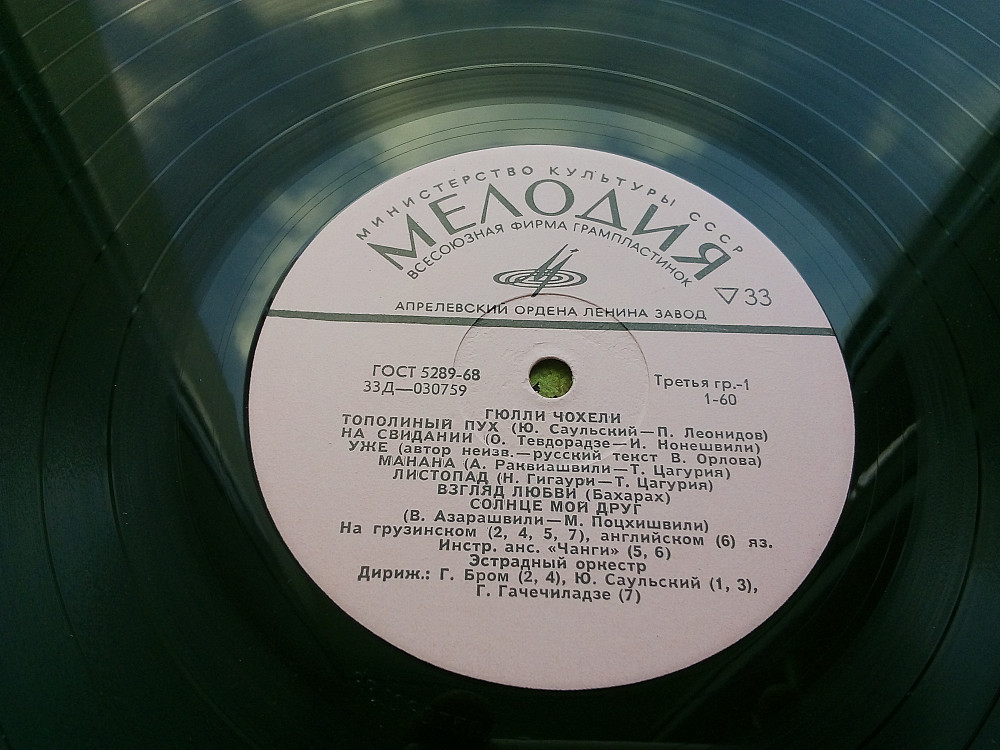 МИНИСТЕРСТВО КУЛЬТУРЫ СССР
МЕЛОДИЯ
ВСЕСОЮЗНАЯ ФИРМА ГРАМПЛАСТИНОК
33
АПРЕЛЕВСКИЙ ОРДЕНА ЛЕНИНА ЗАВОД
ГОСТ 5289-68
33Д—030759
Третья гр.-1
1-60
ГЮЛЛИ ЧОХЕЛИ
ТОПОЛИНЫЙ ПУХ (Ю. Саульский—П. Леонидов)
НА СВИДАНИИ (О. Тевдорадзе—И. Нонешвили)
УЖЕ (автор неизв.—русский текст В. Орлова)
МАНАНА (А. Раквиашвили—Т. Цагурия)
ЛИСТОПАД (Н. Гигаури—Т. Цагурия)
ВЗГЛЯД ЛЮБВИ (Бахарах)
СОЛНЦЕ МОЙ ДРУГ
(В. Азарашвили—М. Поцхишвили)
На грузинском (2, 4, 5, 7), английском (6) яз.
Инстр. анс. «Чанги» (5, 6)
Эстрадный оркестр
Дириж.: Г. Бром (2, 4), Ю. Саульский (1, 3),
Г. Гачечиладзе (7)